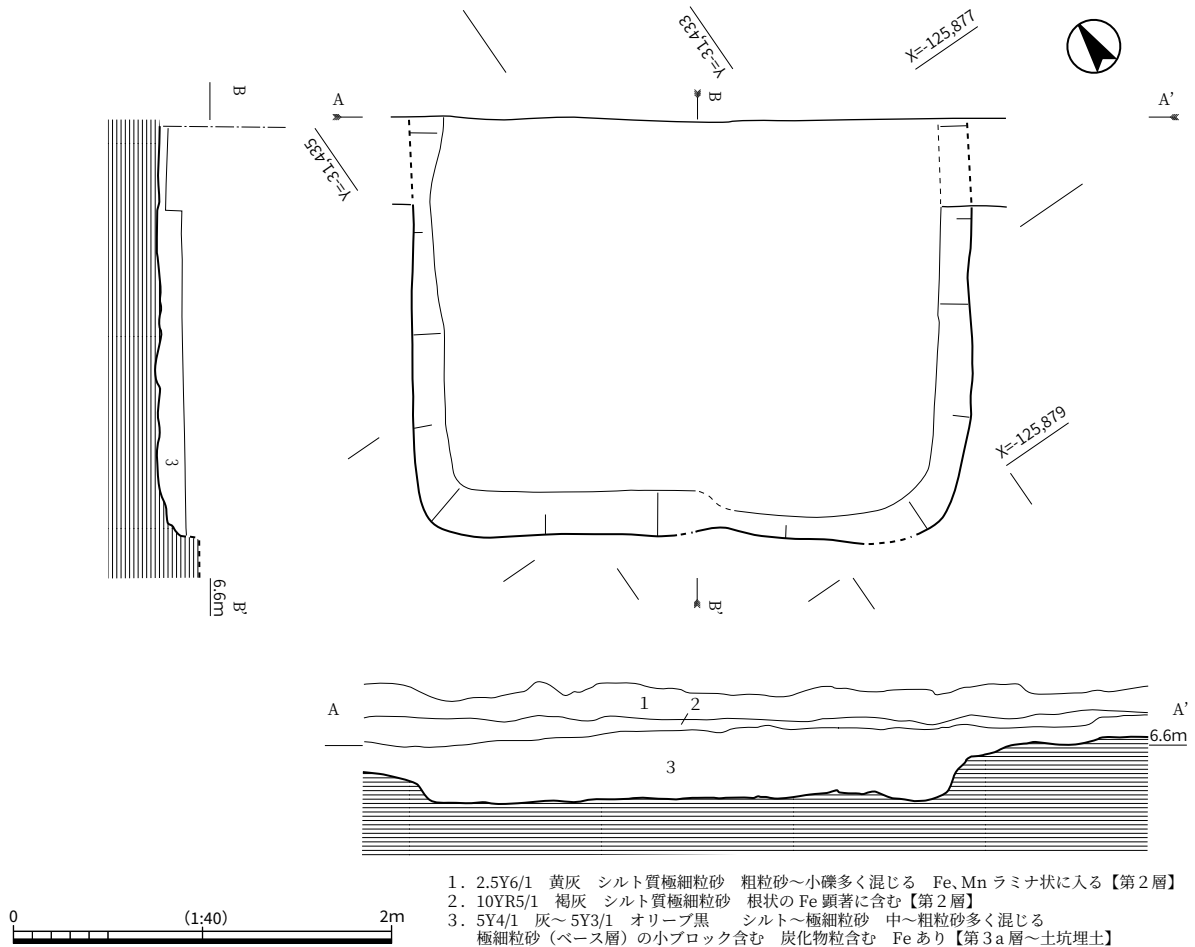 Y=-31,433
X=-125,877
B
B
A
A’
Y=-31,435
3
X=-125,879
6.6m
B’
B’
A
1
2
A’
6.6m
3
1．2.5Y6/1　黄灰　シルト質極細粒砂　粗粒砂～小礫多く混じる　Fe、Mn ラミナ状に入る【第２層】
2．10YR5/1　褐灰　シルト質極細粒砂　根状の Fe 顕著に含む【第２層】
3．5Y4/1　灰～ 5Y3/1　オリーブ黒　　シルト～極細粒砂　中～粗粒砂多く混じる
極細粒砂（ベース層）の小ブロック含む　炭化物粒含む　Fe あり【第３a 層～土坑埋土】
0
(1:40)
2m